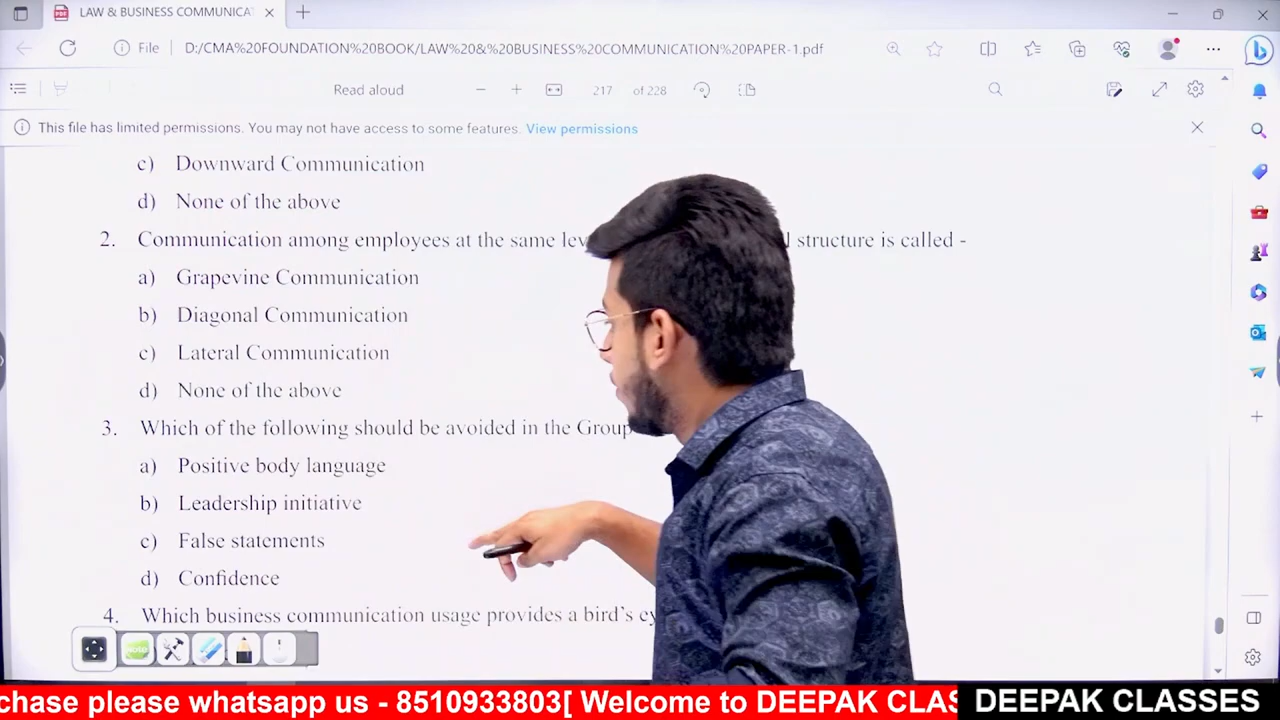 LAW & BUSINESS COMMUNICA
File D:/CMA%20FOUNDATION%20BOOK/LAW%20&%20BUSINESS%20COMMUNICATION%20PAPER-1.pdf
Read aloud 217 of 228
This file has limited permissions. You may not have access to some features. View permissions
c) Downward Communication
d) None of the above
2. Communication among employees at the same structure is called -
a) Grapevine Communication
b) Diagonal Communication
c) Lateral Communication
d) None of the above
3. Which of the following should be avoided in the Group
a) Positive body language
b) Leadership initiative
c) False statements
d) Confidence
4. Which business communication usage provides a bird's
chase please whatsapp us - 8510933803[ Welcome to DEEPAK CLAS
DEEPAK CLASSES